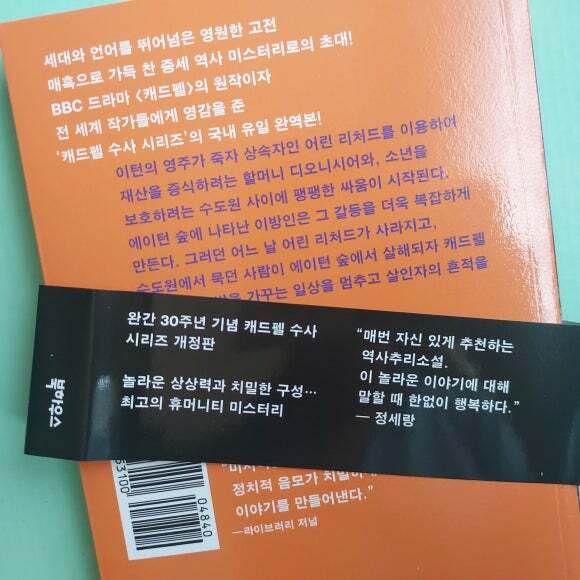 세대와 언어를 뛰어넘은 영원한 고전
매혹으로 가득 찬 중세 역사 미스터리로의 초대!
BBC 드라마 〈캐드펠〉의 원작이자
전 세계 작가들에게 영감을 준
‘캐드펠 수사 시리즈’의 국내 유일 완역본!
이턴의 영주가 죽자 상속자인 어린 리처드를 이용하여
재산을 증식하려는 할머니 디오니시어와, 소년을
보호하려는 수도원 사이에 팽팽한 싸움이 시작된다.
에이턴 숲에 나타난 이방인은 그 갈등을 더욱 복잡하게
만든다. 그러던 어느 날 어린 리처드가 사라지고,
수도원에서 묵던 사람이 에이턴 숲에서 살해되자 캐드펠
가꾸는 일상을 멈추고 살인자의 흔적을
완간 30주년 기념 캐드펠 수사
시리즈 개정판
놀라운 상상력과 치밀한 구성…
최고의 휴머니티 미스터리
“매번 자신 있게 추천하는
역사추리소설.
이 놀라운 이야기에 대해
말할 때 한없이 행복하다.”
— 정세랑
북하우스
63100
04840
정치적 음모가
이야기를 만들어낸다.”
—라이브러리 저널